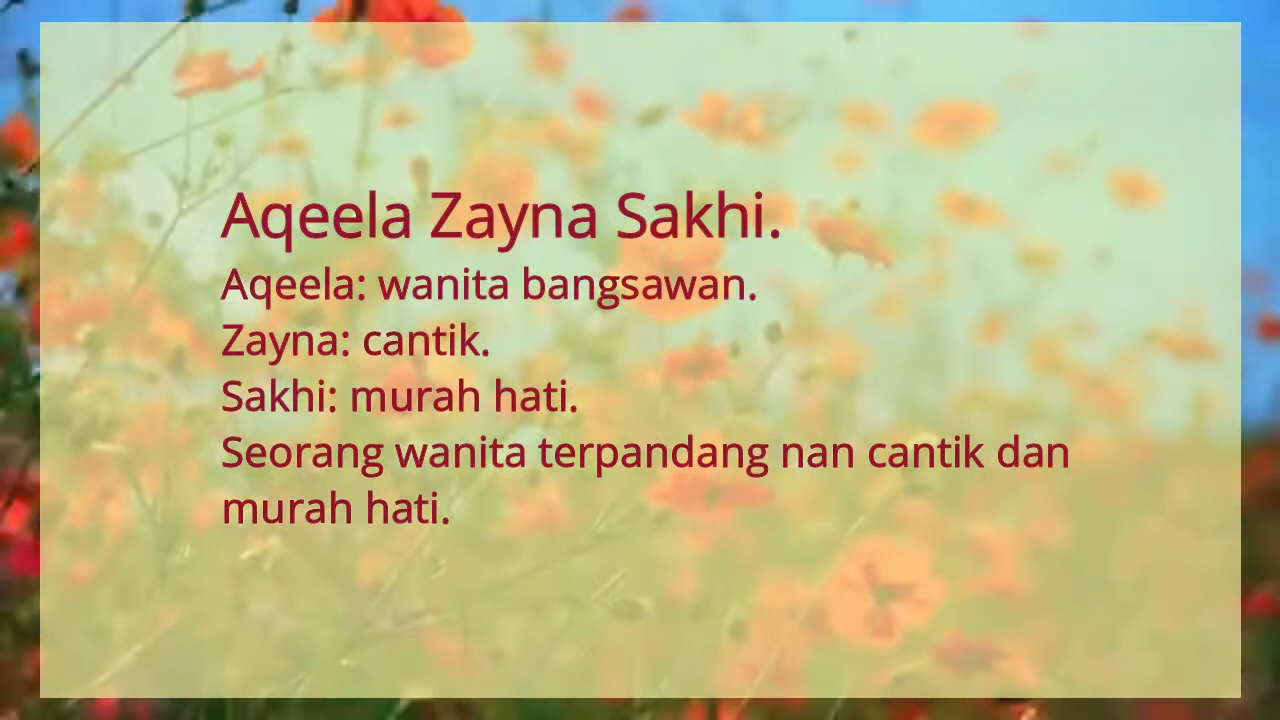 Aqeela Zayna Sakhi.
Aqeela: wanita bangsawan.
Zayna: cantik.
Sakhi: murah hati.
Seorang wanita terpandang nan cantik dan
murah hati.